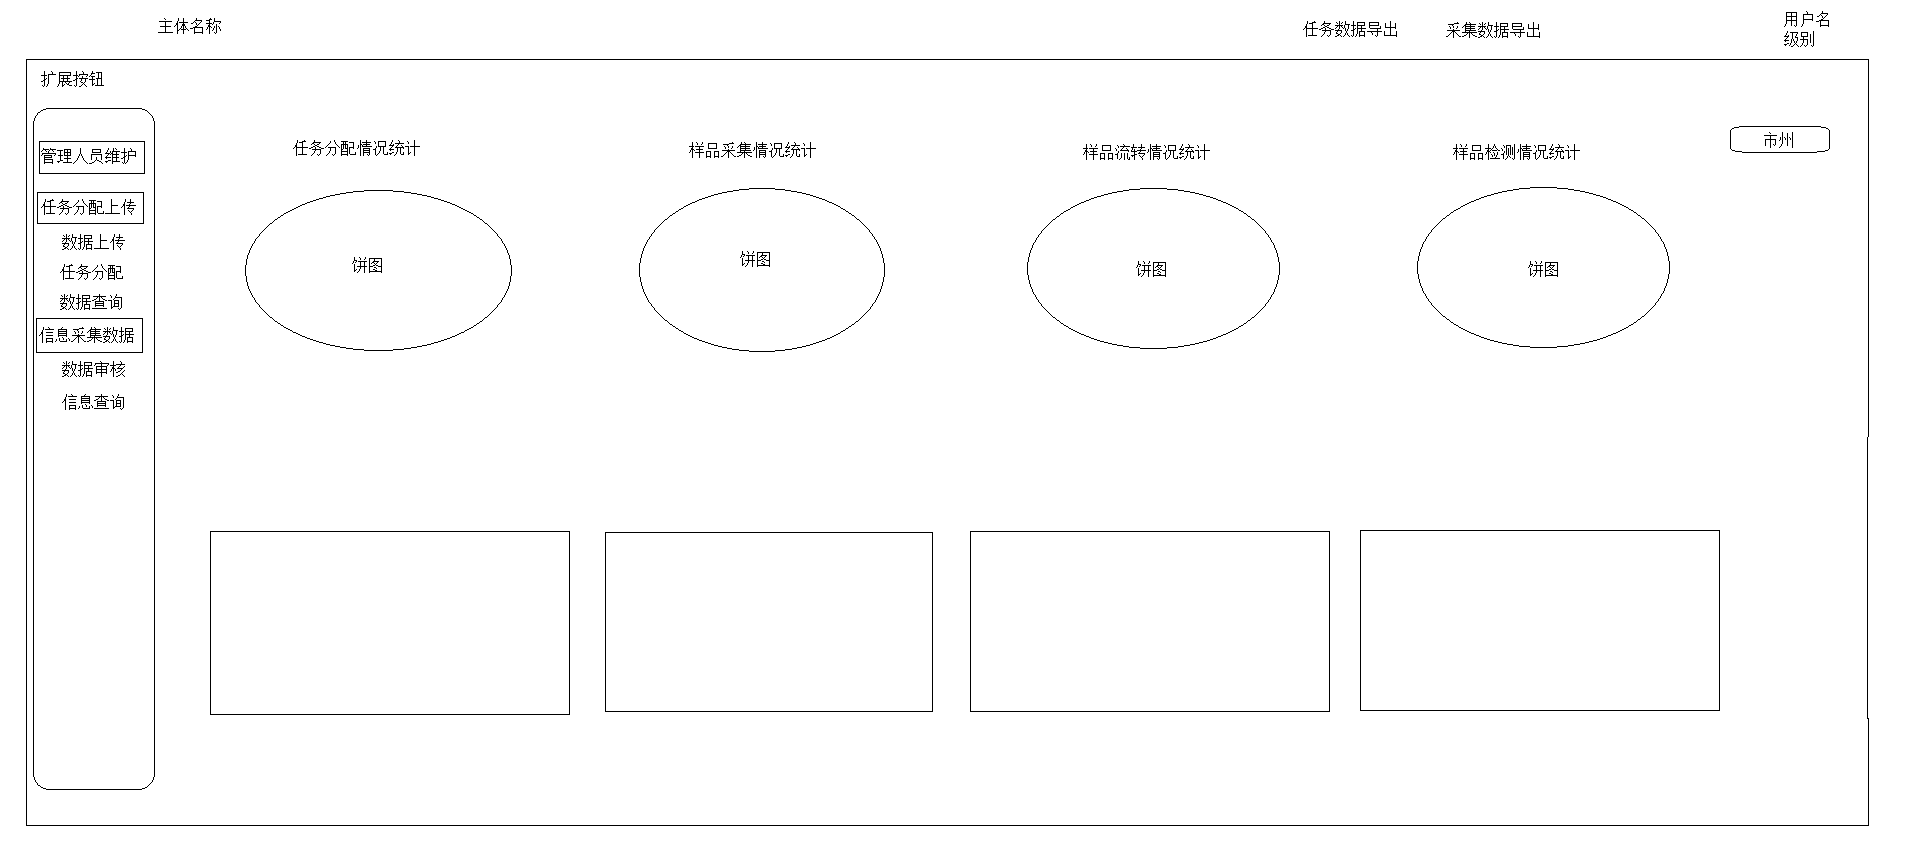 主体名称
任务数据导出
采集数据导出
用户名
级别
扩展按钮
管理人员维护
任务分配上传
数据上传
任务分配
数据查询
信息采集数据
数据审核
信息查询
任务分配情况统计
样品采集情况统计
样品流转情况统计
样品检测情况统计
市州
饼图
饼图
饼图
饼图